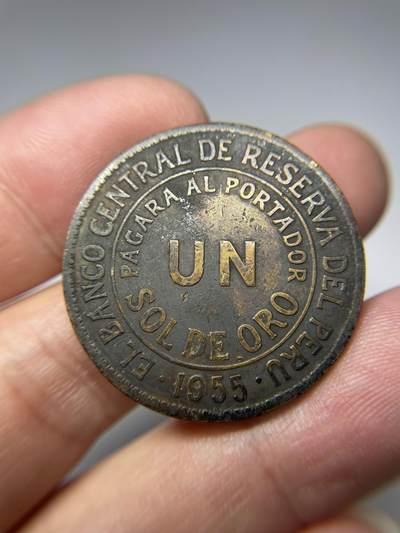 EL BANCO CENTRAL DE RESERVA DEL PERU
PAGARA AL PORTADOR
UN
SOL DE ORO
· 1955 ·